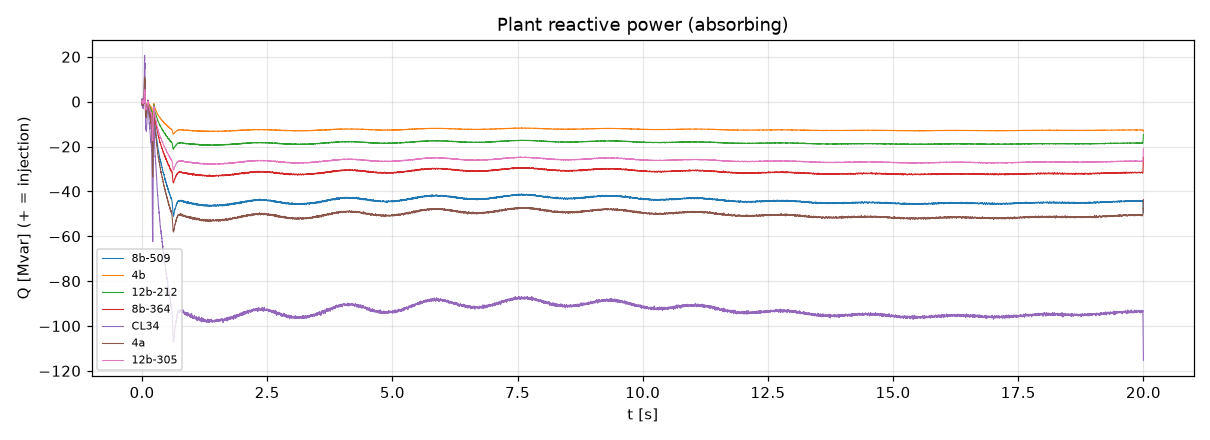 Plant reactive power (absorbing)
Q [Mvar] (+ = injection)
20
0
−20
−40
−60
−80
−100
−120
8b-509
4b
12b-212
8b-364
CL34
4a
12b-305
0.0 2.5 5.0 7.5 10.0 12.5 15.0 17.5 20.0
t [s]